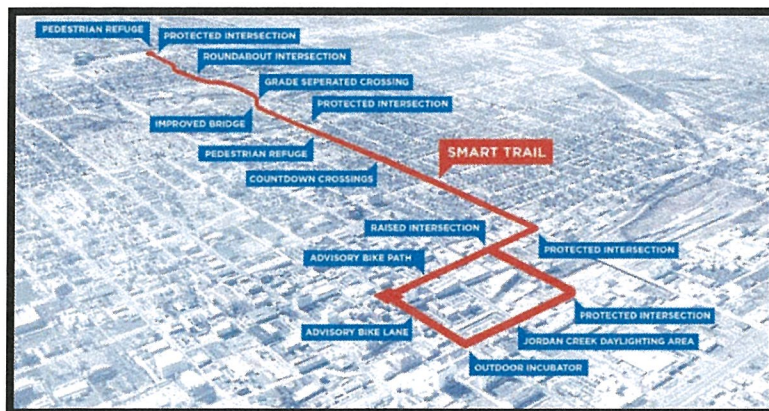 PEDESTRIAN REFUGE
PROTECTED INTERSECTION
ROUNDABOUT INTERSECTION
GRADE SEPERATED CROSSING
PROTECTED INTERSECTION
IMPROVED BRIDGE
SMART TRAIL
PEDESTRIAN REFUGE
COUNTDOWN CROSSINGS
RAISED INTERSECTION
PROTECTED INTERSECTION
ADVISORY BIKE PATH
PROTECTED INTERSECTION
ADVISORY BIKE LANE
JORDAN CREEK DAYLIGHTING AREA
OUTDOOR INCUBATOR